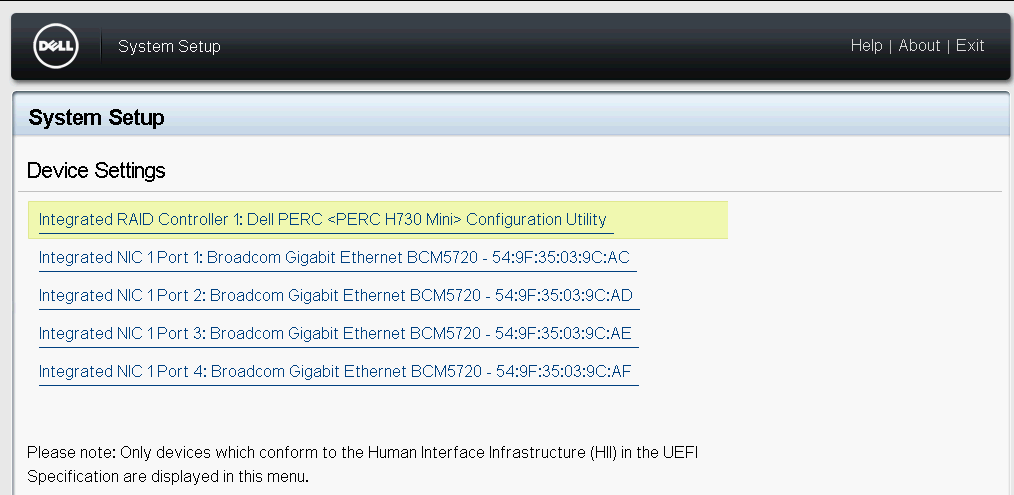 DELL System Setup Help | About | Exit
System Setup
Device Settings
Integrated RAID Controller 1: Dell PERC <PERC H730 Mini> Configuration Utility
Integrated NIC 1 Port 1: Broadcom Gigabit Ethernet BCM5720 - 54:9F:35:03:9C:AC
Integrated NIC 1 Port 2: Broadcom Gigabit Ethernet BCM5720 - 54:9F:35:03:9C:AD
Integrated NIC 1 Port 3: Broadcom Gigabit Ethernet BCM5720 - 54:9F:35:03:9C:AE
Integrated NIC 1 Port 4: Broadcom Gigabit Ethernet BCM5720 - 54:9F:35:03:9C:AF
Please note: Only devices which conform to the Human Interface Infrastructure (HII) in the UEFI
Specification are displayed in this menu.